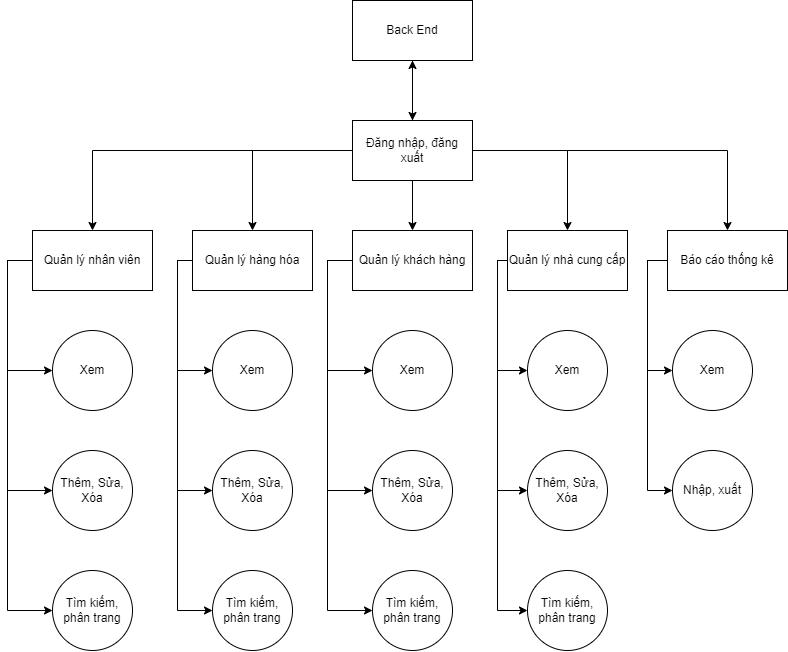 Back End
Đăng nhập, đăng
xuất
Quản lý nhân viên
Quản lý hàng hóa
Quản lý khách hàng
Quản lý nhà cung cấp
Báo cáo thống kê
Xem
Xem
Xem
Xem
Xem
Thêm, Sửa,
Xóa
Thêm, Sửa,
Xóa
Thêm, Sửa,
Xóa
Thêm, Sửa,
Xóa
Nhập, xuất
Tìm kiếm,
phân trang
Tìm kiếm,
phân trang
Tìm kiếm,
phân trang
Tìm kiếm,
phân trang